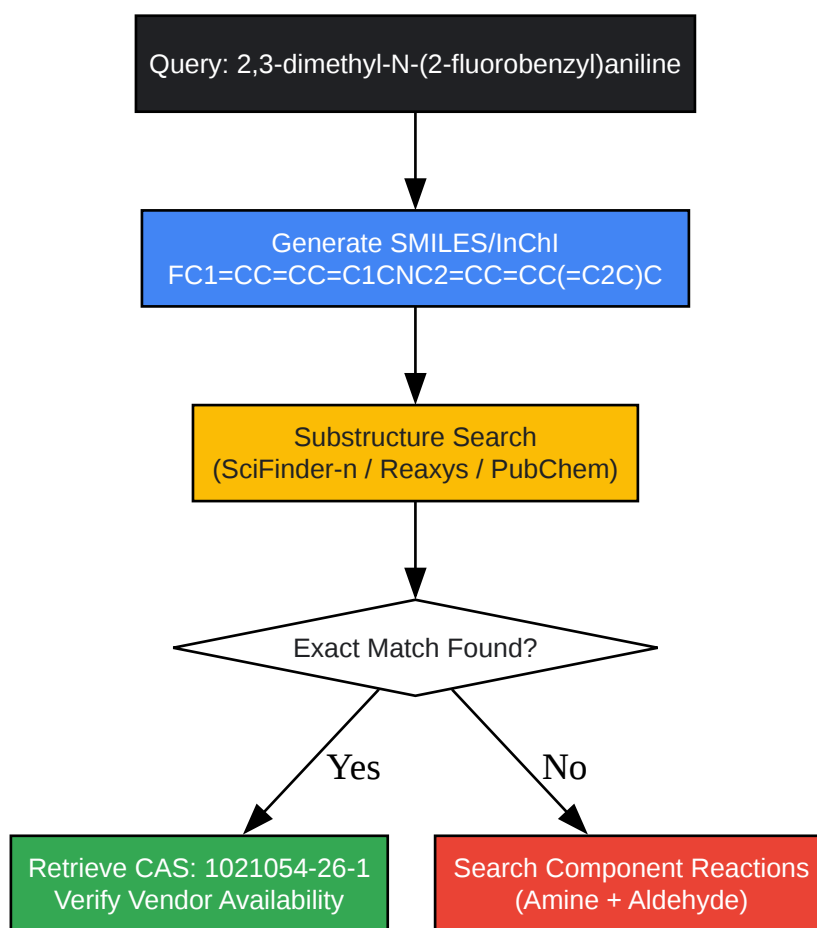 Query: 2,3-dimethyl-N-(2-fluorobenzyl)aniline
Generate SMILES/InChI
FC1=CC=CC=C1CNC2=CC=CC(=C2C)C
Substructure Search
(SciFinder-n / Reaxys / PubChem)
Exact Match Found?
Yes
No
Retrieve CAS: 1021054-26-1
Verify Vendor Availability
Search Component Reactions
(Amine + Aldehyde)